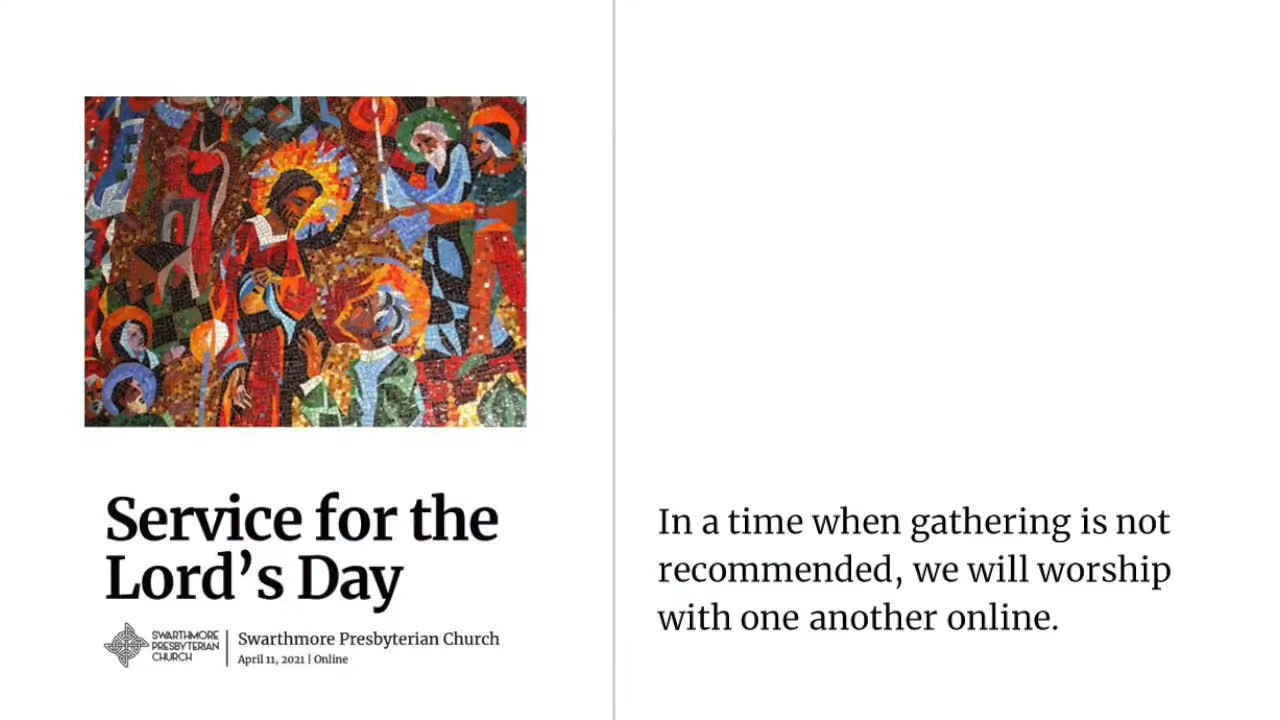 Service for the
Lord’s Day
SWARTHMORE
PRESBYTERIAN
CHURCH
Swarthmore Presbyterian Church
April 11, 2021 | Online
In a time when gathering is not
recommended, we will worship
with one another online.